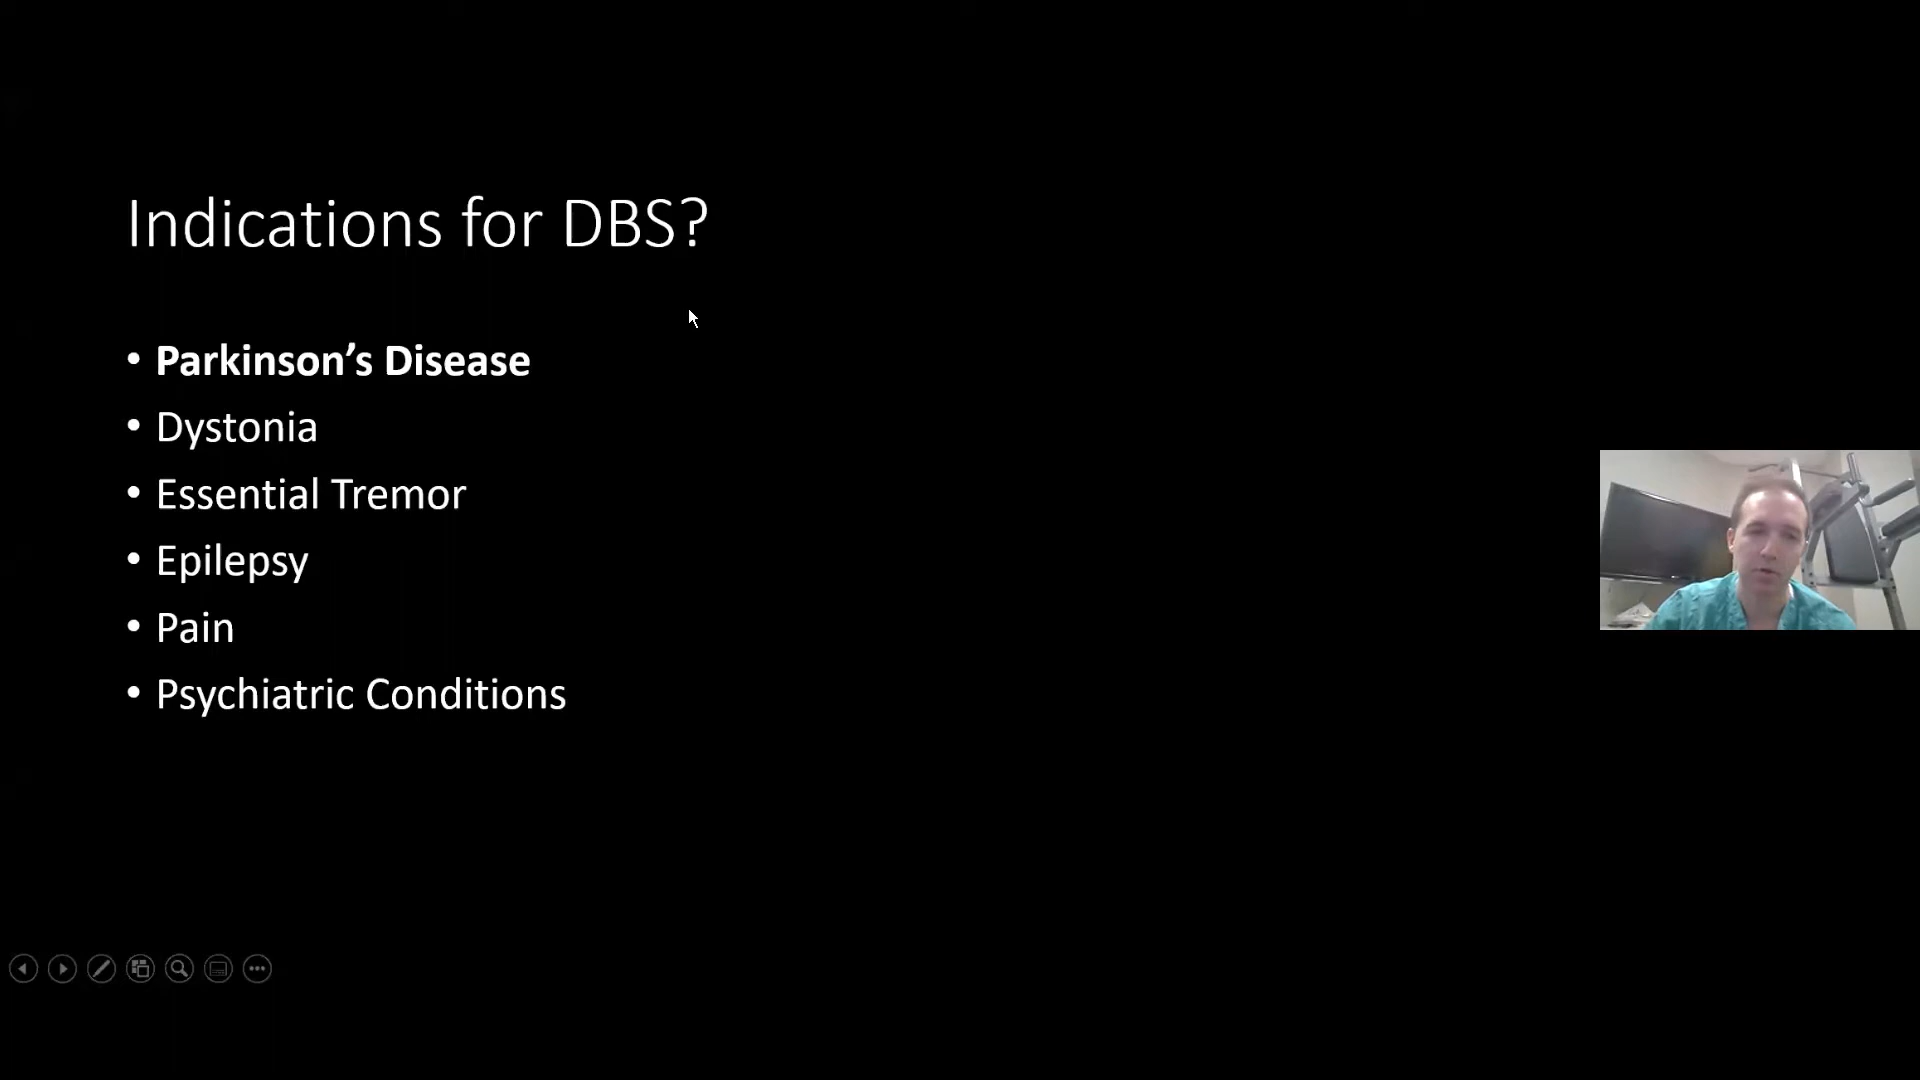 Indications for DBS?
• Parkinson’s Disease
• Dystonia
• Essential Tremor
• Epilepsy
• Pain
• Psychiatric Conditions